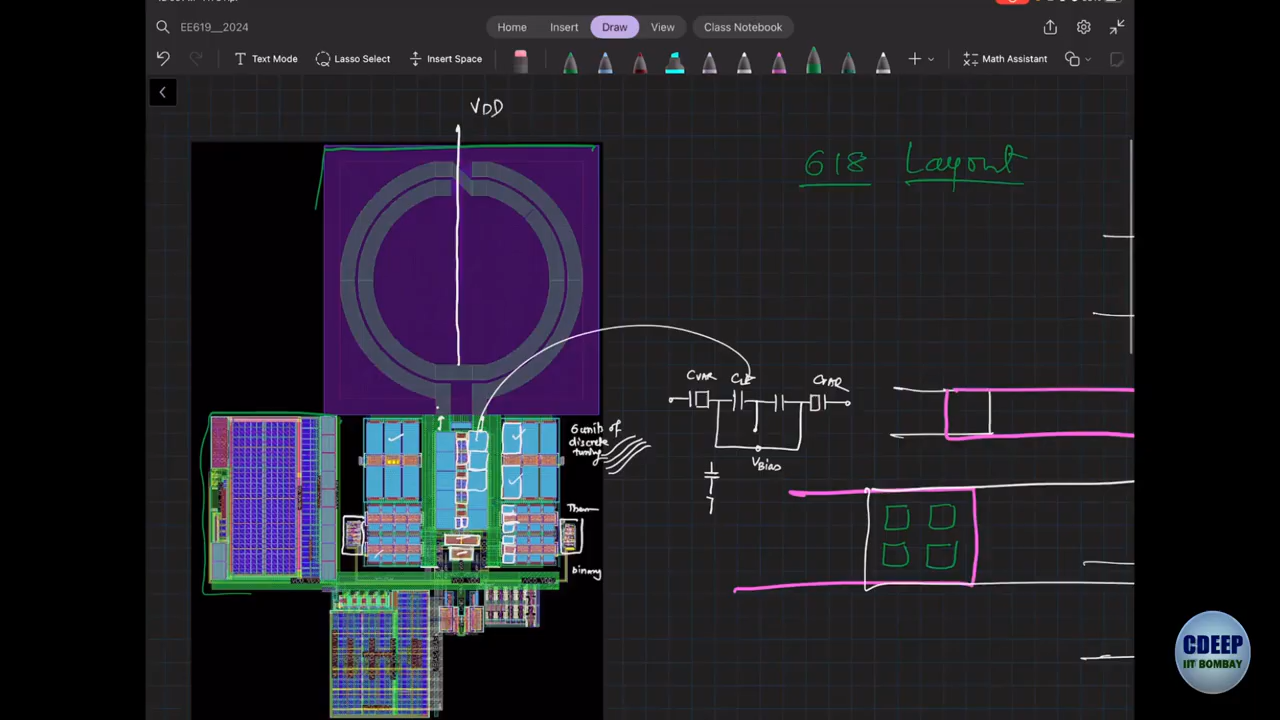 EE619__2024
Home Insert Draw View Class Notebook
Text Mode Lasso Select Insert Space
Math Assistant
VDD
618 Layout
CVAR
CVAR
VBIAS
6 units of
discrete
tuning
Therm
binary
CDEEP
IIT BOMBAY